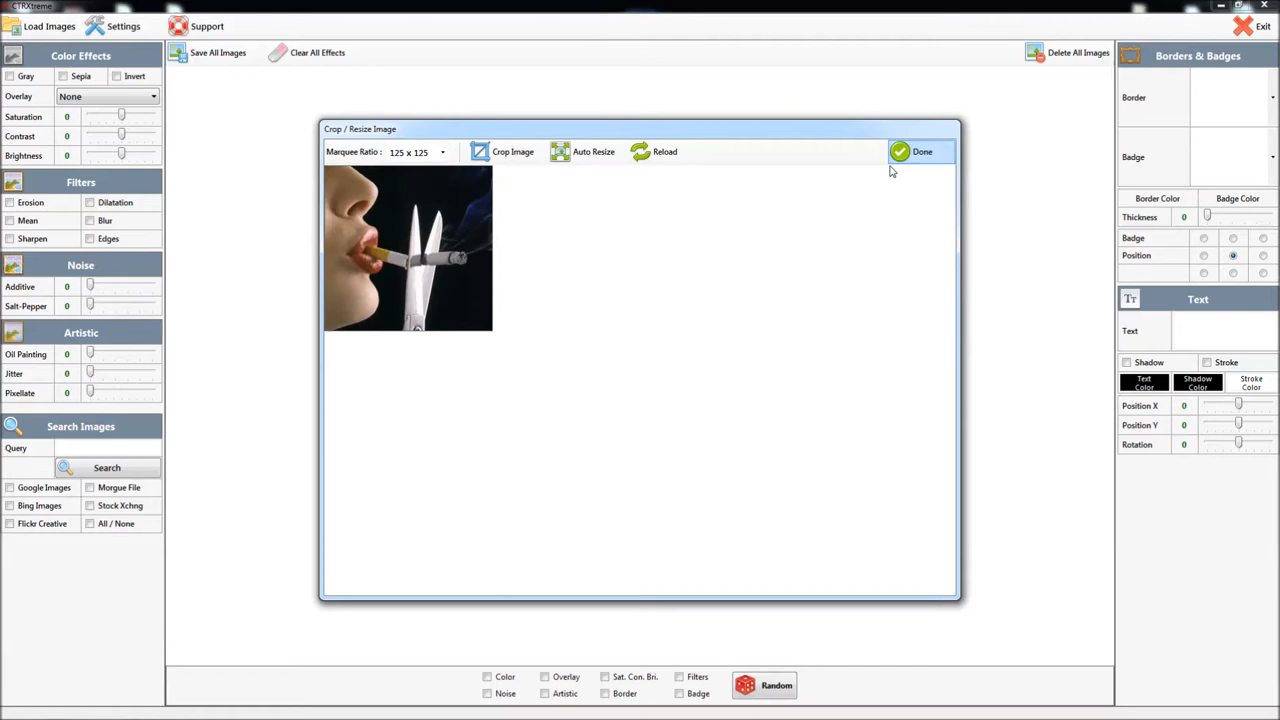 CTRXtreme
Load Images Settings Support Exit
Color Effects
Gray Sepia Invert
Overlay None
Saturation 0
Contrast 0
Brightness 0
Filters
Erosion Dilatation
Mean Blur
Sharpen Edges
Noise
Additive 0
Salt-Pepper 0
Artistic
Oil Painting 0
Jitter 0
Pixellate 0
Search Images
Query
Search
Google Images Morgue File
Bing Images Stock Xchng
Flickr Creative All / None
Save All Images Clear All Effects Delete All Images
Crop / Resize Image
Marquee Ratio : 125 x 125 Crop Image Auto Resize Reload Done
Color Overlay Sat. Con. Bri. Filters
Noise Artistic Border Badge
Random
Borders & Badges
Border
Badge
Border Color Badge Color
Thickness 0
Badge
Position
Tt Text
Text
Shadow Stroke
Text Color Shadow Color Stroke Color
Position X 0
Position Y 0
Rotation 0